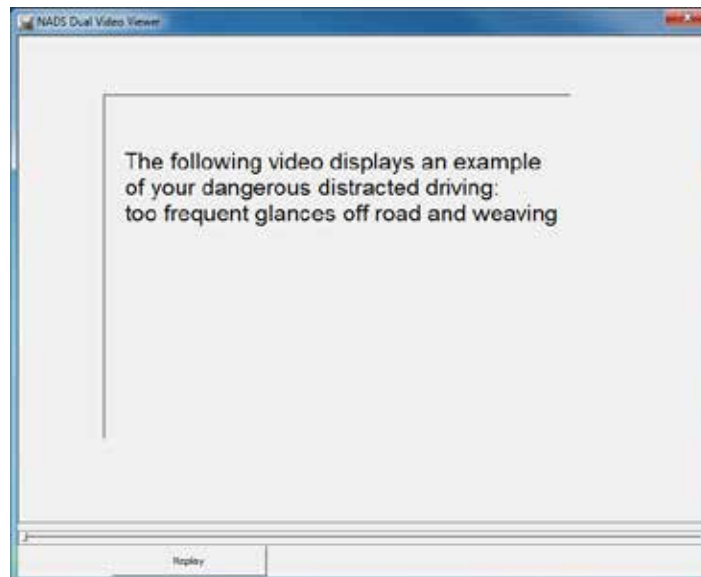 NADS Dual Video Viewer
The following video displays an example
of your dangerous distracted driving:
too frequent glances off road and weaving
Replay